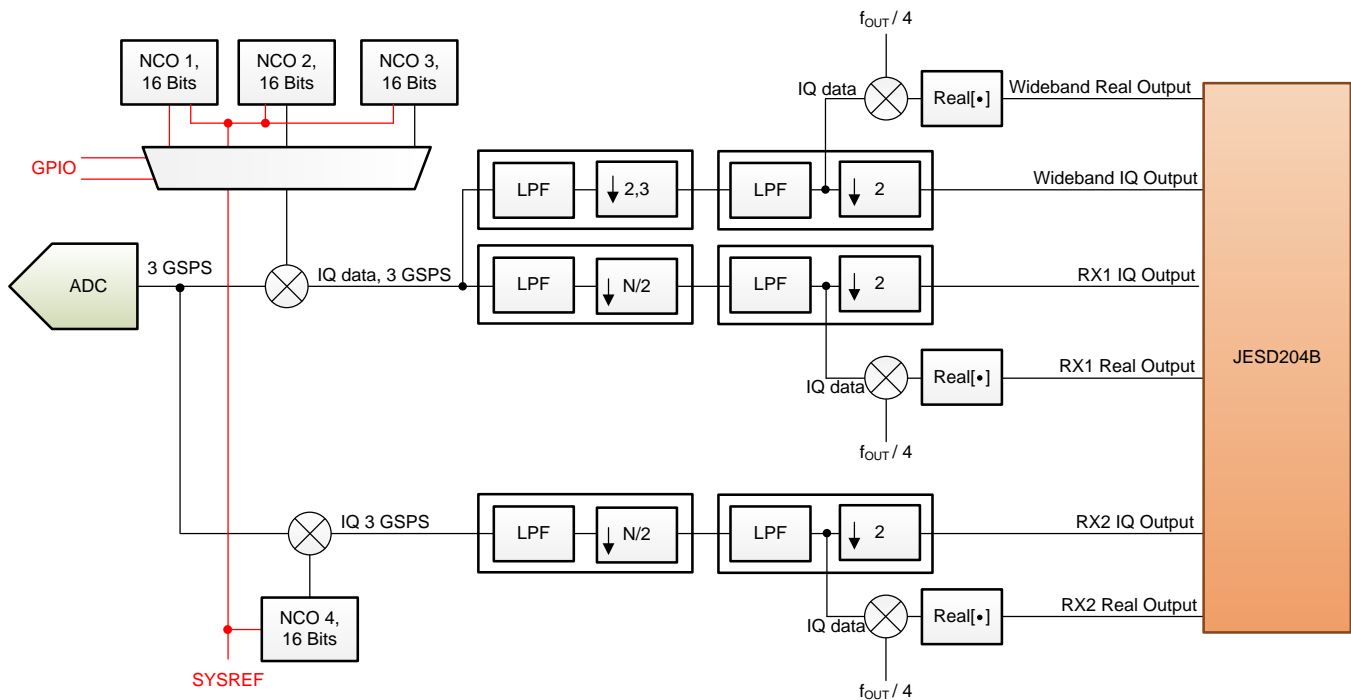 f_OUT / 4
NCO 1,
16 Bits
NCO 2,
16 Bits
NCO 3,
16 Bits
IQ data
Real[•]
Wideband Real Output
GPIO
LPF
2,3
LPF
2
Wideband IQ Output
ADC
3 GSPS
IQ data, 3 GSPS
LPF
N/2
LPF
2
RX1 IQ Output
JESD204B
IQ data
Real[•]
RX1 Real Output
f_OUT / 4
IQ 3 GSPS
LPF
N/2
LPF
2
RX2 IQ Output
NCO 4,
16 Bits
IQ data
Real[•]
RX2 Real Output
SYSREF
f_OUT / 4